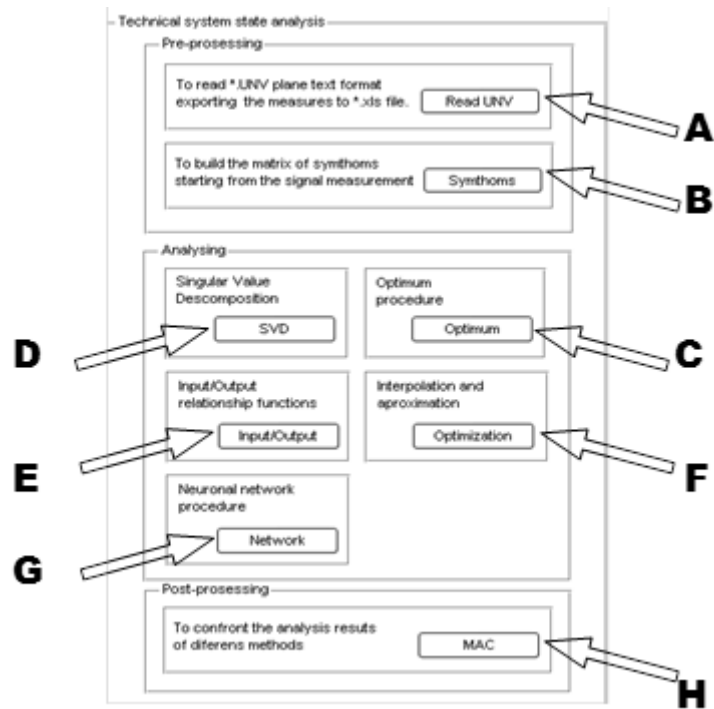 Technical system state analysis
Pre-prosessing
To read *.UNV plane text format
exporting the measures to *.xls file.
Read UNV
A
To build the matrix of symthoms
starting from the signal measurement
Symthoms
B
Analysing
Singular Value
Descomposition
SVD
D
Optimum
procedure
Optimum
C
Input/Output
relationship functions
Input/Output
E
Interpolation and
aproximation
Optimization
F
Neuronal network
procedure
Network
G
Post-prosessing
To confront the analysis resuts
of diferens methods
MAC
H